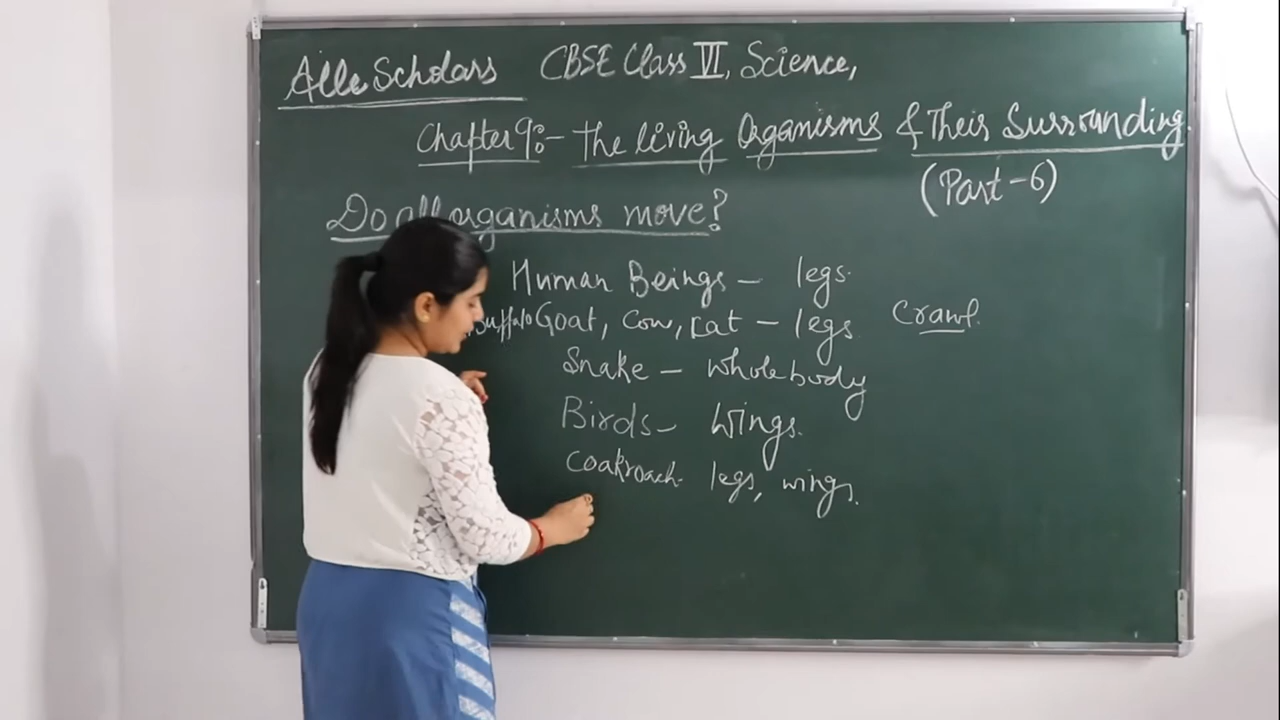 Alle Scholars CBSE Class VI, Science,
Chapter 9:- The living Organisms & Their Surrounding
(Part-6)
Do all organisms move?
Human Beings - legs.
Buffalo Goat, Cow, Cat - legs Crawl.
Snake - whole body
Birds - Wings.
Coakroach - legs, wings.